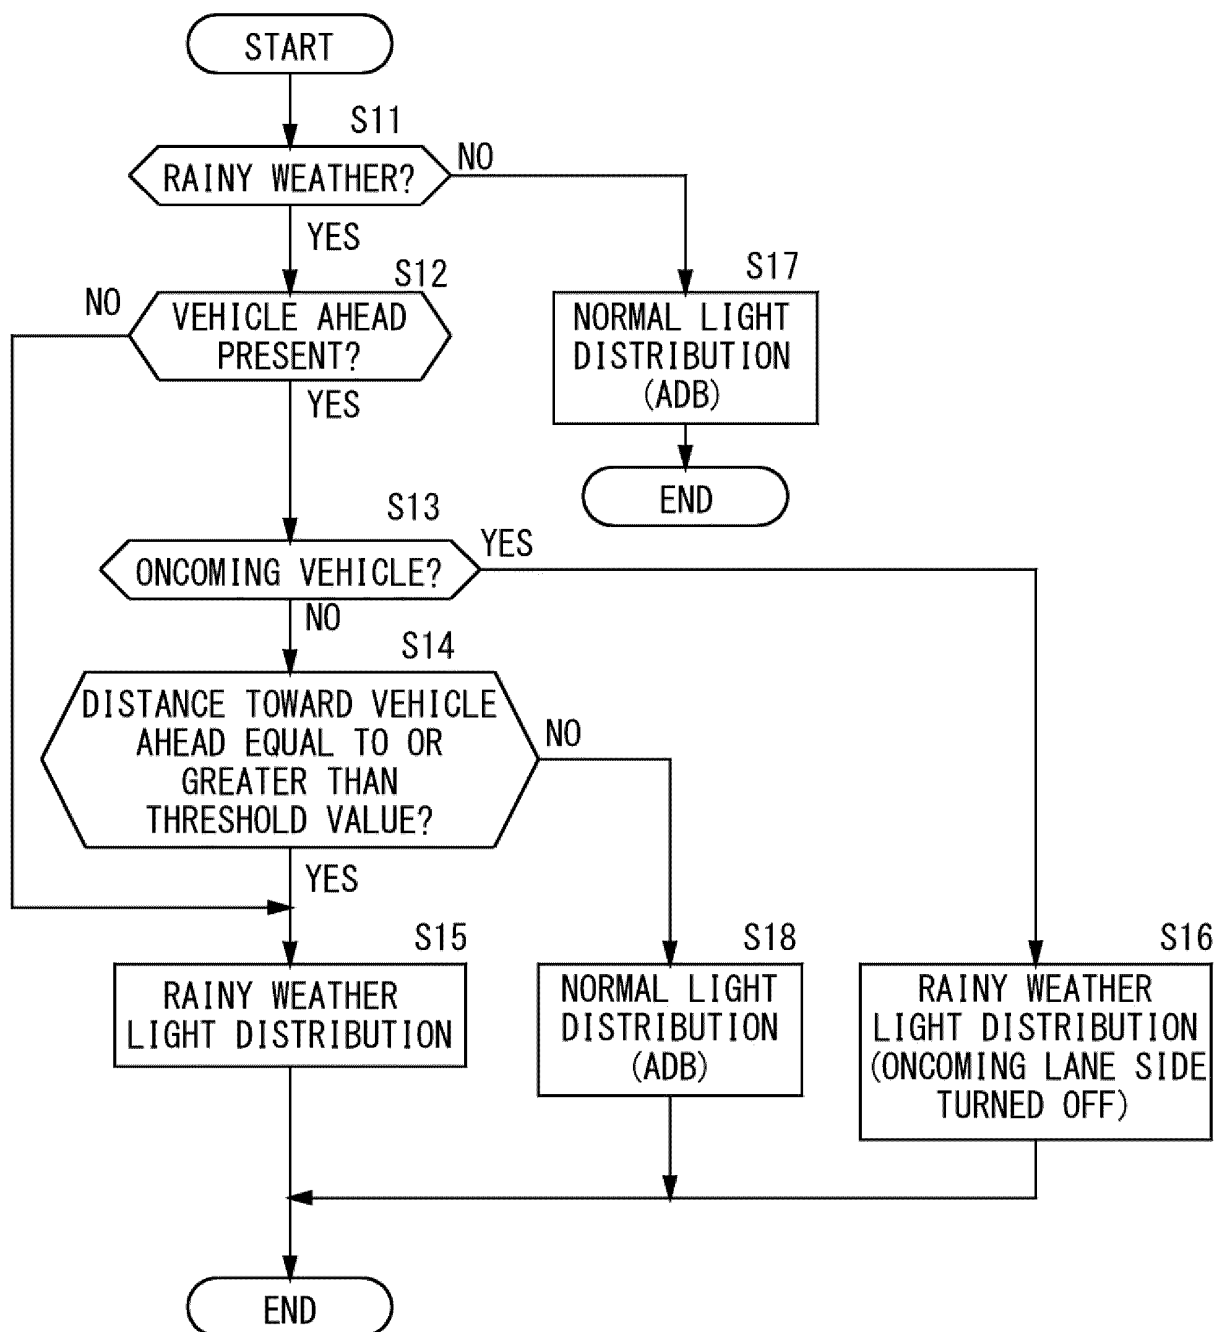 START
S11
RAINY WEATHER?
NO
YES
S12
NO
VEHICLE AHEAD
PRESENT?
YES
S17
NORMAL LIGHT
DISTRIBUTION
(ADB)
END
S13
ONCOMING VEHICLE?
YES
NO
S14
DISTANCE TOWARD VEHICLE
AHEAD EQUAL TO OR
GREATER THAN
THRESHOLD VALUE?
NO
YES
S15
RAINY WEATHER
LIGHT DISTRIBUTION
S18
NORMAL LIGHT
DISTRIBUTION
(ADB)
S16
RAINY WEATHER
LIGHT DISTRIBUTION
(ONCOMING LANE SIDE
TURNED OFF)
END